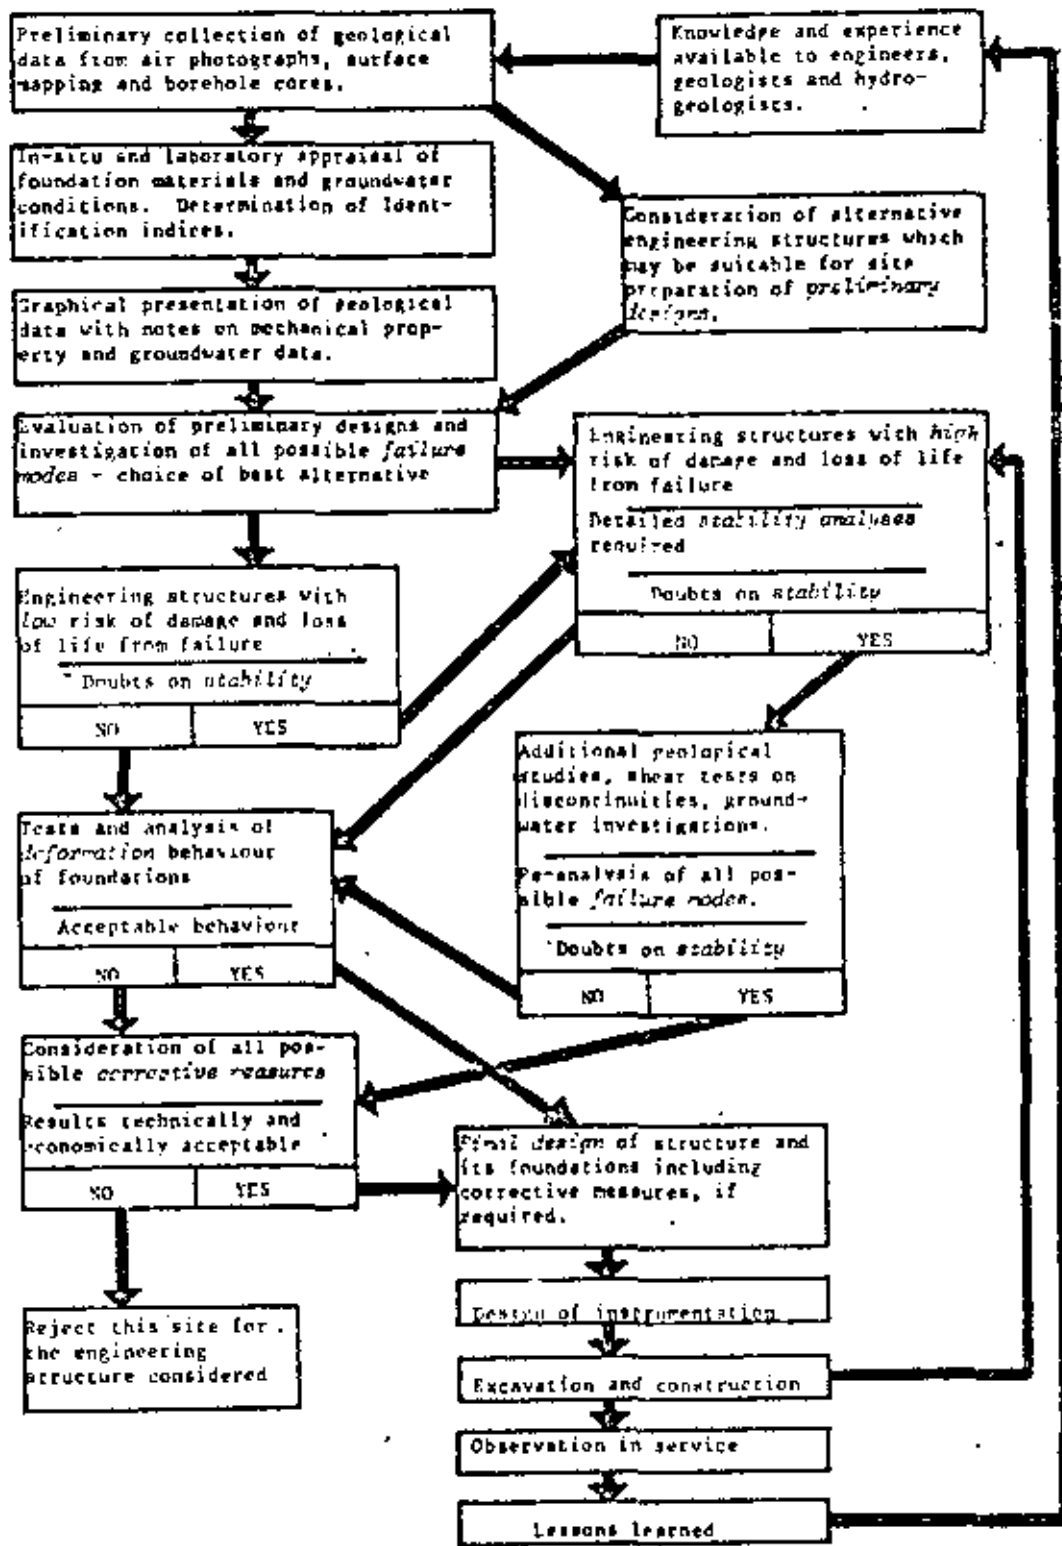 Preliminary collection of geological
data from air photographs, surface
mapping and borehole cores.
Knowledge and experience
available to engineers,
geologists and hydro-
geologists.
In-situ and laboratory appraisal of
foundation materials and groundwater
conditions. Determination of Ident-
ification indices.
Consideration of alternative
engineering structures which
may be suitable for site
preparation of preliminary
designs.
Graphical presentation of geological
data with notes on mechanical prop-
erty and groundwater data.
Evaluation of preliminary designs and
investigation of all possible failure
modes - choice of best alternative
Engineering structures with high
risk of damage and loss of life
from failure
Detailed stability analyses
required
Doubts on stability
NO YES
Engineering structures with
low risk of damage and loss
of life from failure
Doubts on stability
NO YES
Additional geological
studies, shear tests on
discontinuities, ground-
water investigations.
Re-analysis of all pos-
sible failure modes.
Doubts on stability
NO YES
Tests and analysis of
deformation behaviour
of foundations
Acceptable behaviour
NO YES
Consideration of all pos-
sible corrective measures
Results technically and
economically acceptable
NO YES
Final design of structure and
its foundations including
corrective measures, if
required.
Design of instrumentation
Reject this site for
the engineering
structure considered
Excavation and construction
Observation in service
Lessons learned